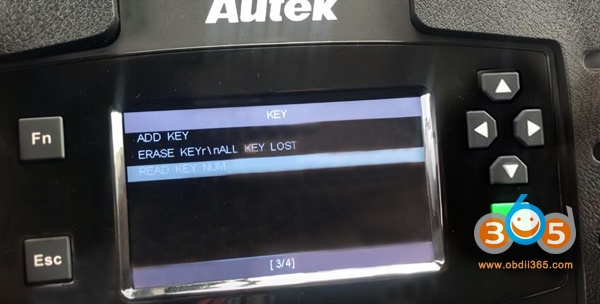 Autek
Fn
Esc
KEY
ADD KEY
ERASE KEYr\nALL KEY LOST
READ KEY NUM
[3/4]
365
www.obdii365.com